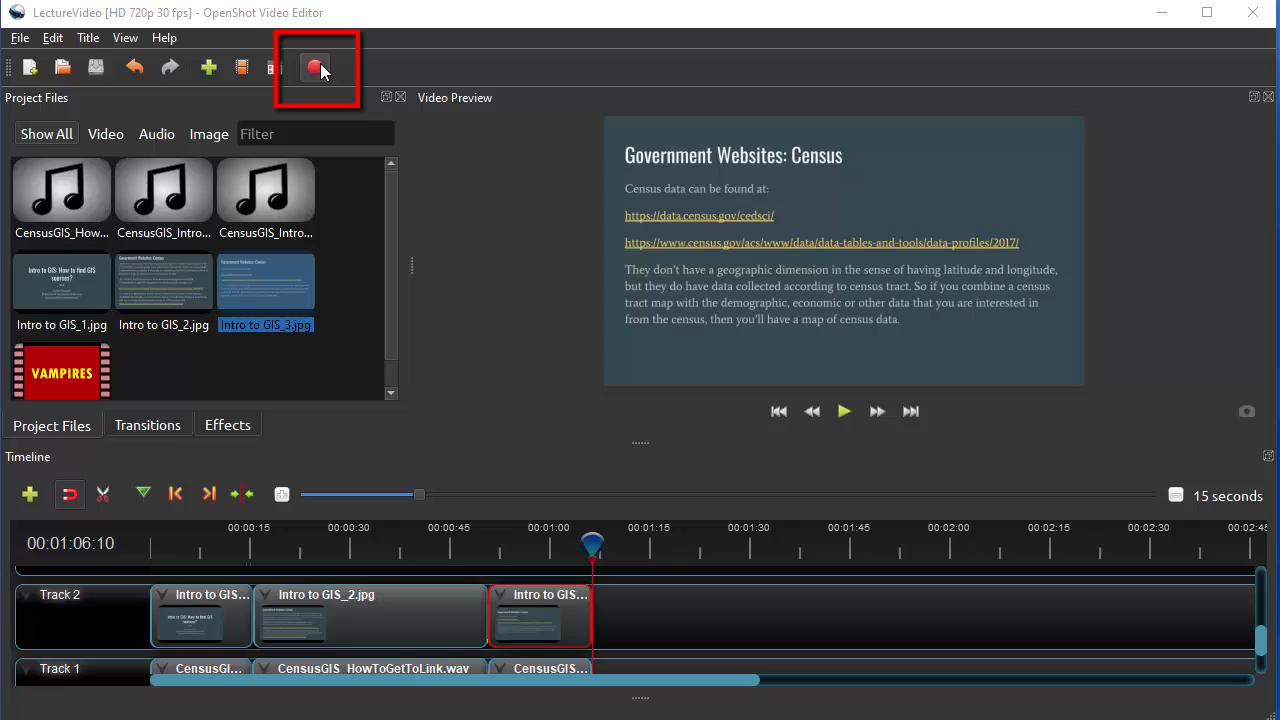 LectureVideo [HD 720p 30 fps] - OpenShot Video Editor
File Edit Title View Help
Project Files
Video Preview
Show All Video Audio Image Filter
CensusGIS_How... CensusGIS_Intro... CensusGIS_Intro...
Intro to GIS_1.jpg Intro to GIS_2.jpg Intro to GIS_3.jpg
VAMPIRES
Project Files Transitions Effects
Government Websites: Census
Census data can be found at:
https://data.census.gov/cedsci/
https://www.census.gov/acs/www/data/data-tables-and-tools/data-profiles/2017/
They don't have a geographic dimension in the sense of having latitude and longitude,
but they do have data collected according to census tract. So if you combine a census
tract map with the demographic, economic or other data that you are interested in
from the census, then you'll have a map of census data.
Timeline
15 seconds
00:01:06:10
00:00:15 00:00:30 00:00:45 00:01:00 00:01:15 00:01:30 00:01:45 00:02:00 00:02:15 00:02:30 00:02:45
Track 2 Intro to GIS... Intro to GIS_2.jpg Intro to GIS...
Track 1 CensusGI... CensusGIS_HowToGetToLink.wav CensusGIS...